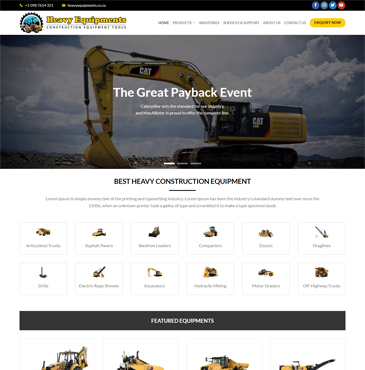 +1 098 7654 321
heavyequipments.co.za
Heavy Equipments
CONSTRUCTION EQUIPMENT TOOLS
HOME PRODUCTS INDUSTRIES SERVICES & SUPPORT ABOUT US CONTACT US ENQUIRY NOW
CAT
The Great Payback Event
Caterpillar sets the standard for our industry,
and MacAllister is proud to offer the complete line.
BEST HEAVY CONSTRUCTION EQUIPMENT
Lorem Ipsum is simply dummy text of the printing and typesetting industry. Lorem Ipsum has been the industry's standard dummy text ever since the
1500s, when an unknown printer took a galley of type and scrambled it to make a type specimen book.
Articulated Trucks Asphalt Pavers Backhoe Loaders Compactors Dozers Draglines
Drills Electric Rope Shovels Excavators Hydraulic Mining Motor Graders Off-Highway Trucks
FEATURED EQUIPMENTS